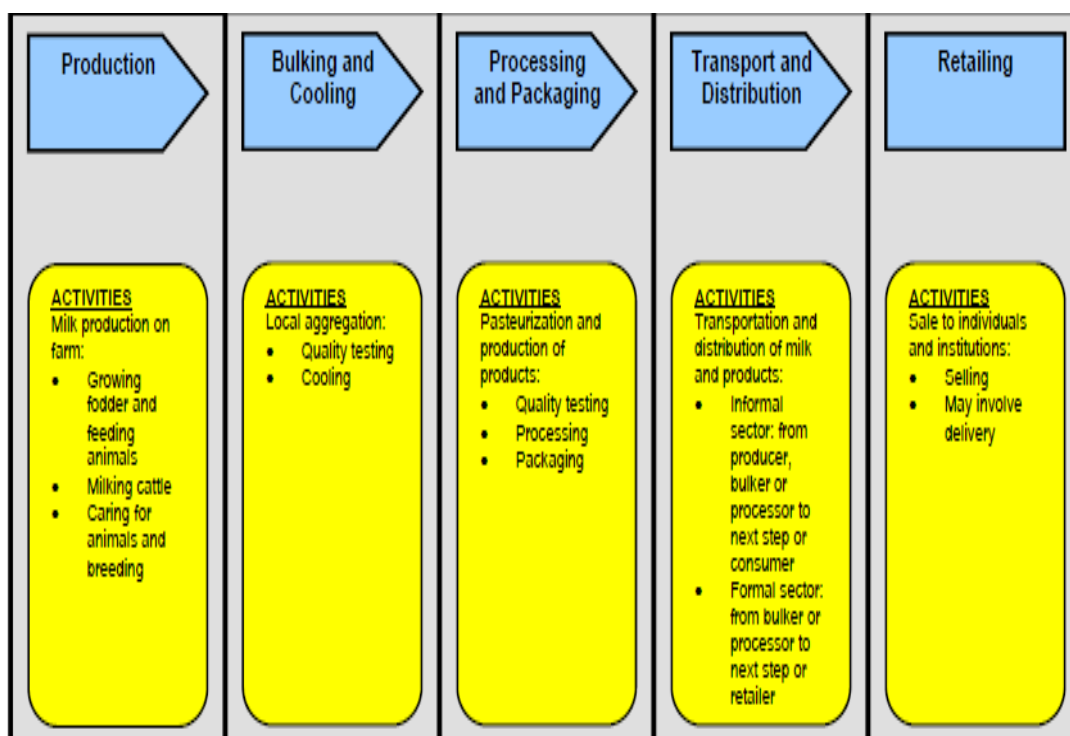 Production
Bulking and
Cooling
Processing
and Packaging
Transport and
Distribution
Retailing
ACTIVITIES
Milk production on
farm:
• Growing
fodder and
feeding
animals
• Milking cattle
• Caring for
animals and
breeding
ACTIVITIES
Local aggregation:
• Quality testing
• Cooling
ACTIVITIES
Pasteurization and
production of
products:
• Quality testing
• Processing
• Packaging
ACTIVITIES
Transportation and
distribution of milk
and products:
• Informal
sector: from
producer,
bulker or
processor to
next step or
consumer
• Formal sector:
from bulker or
processor to
next step or
retailer
ACTIVITIES
Sale to individuals
and institutions:
• Selling
• May involve
delivery